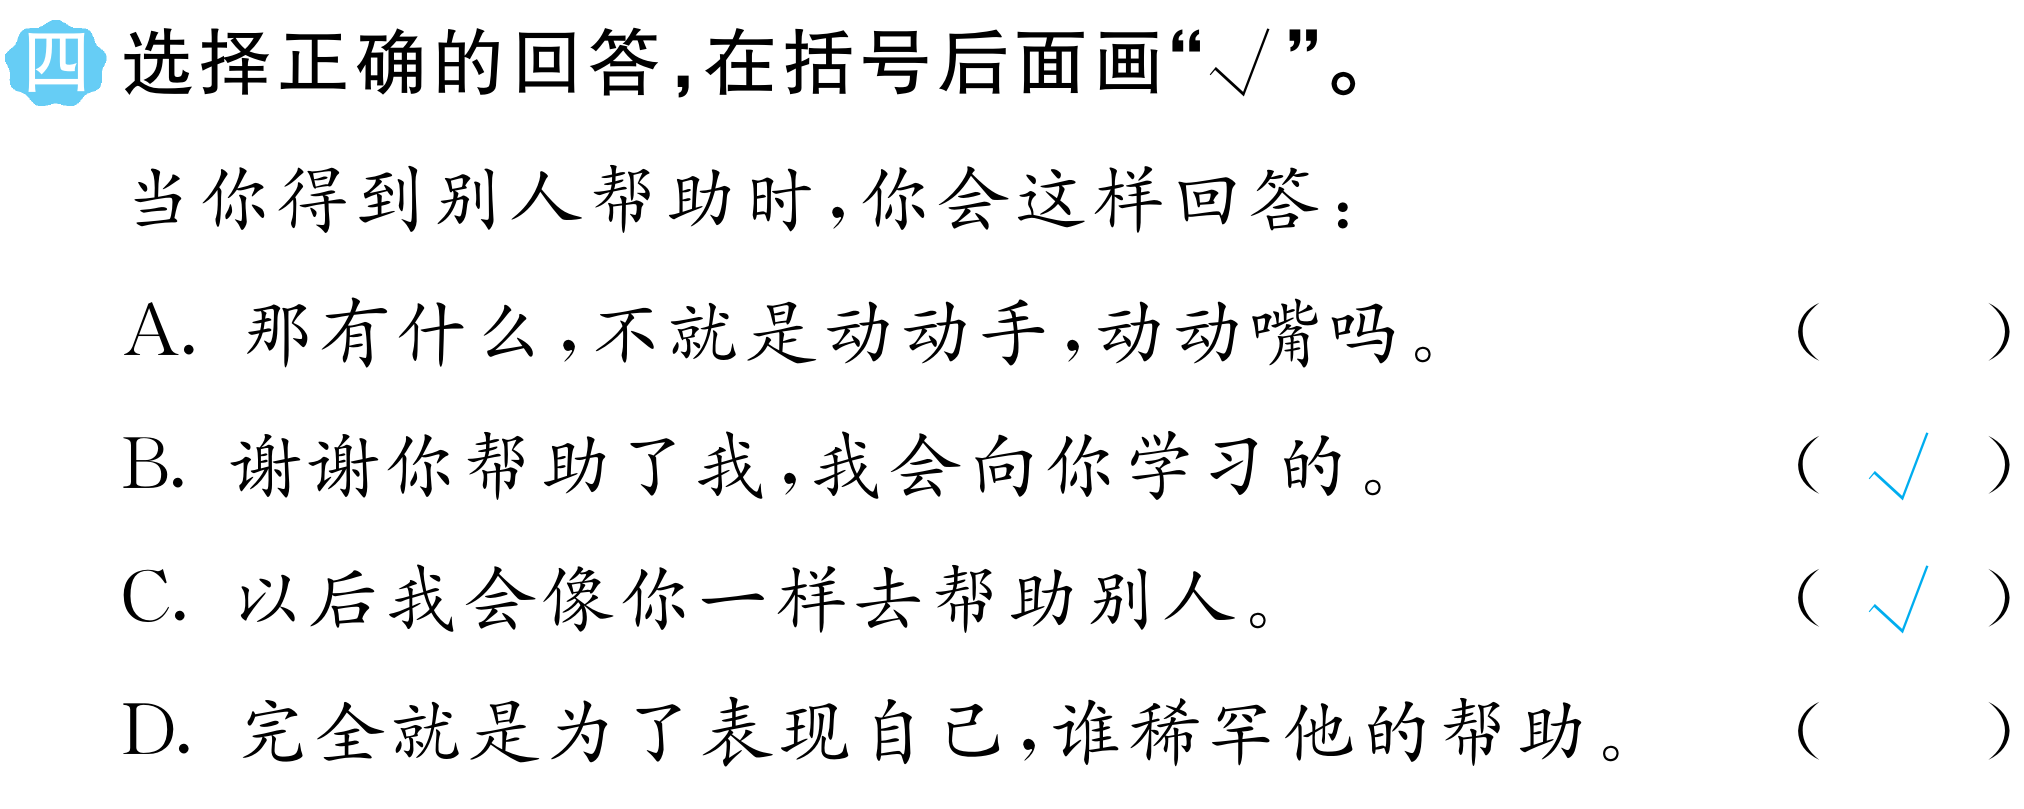 四 选择正确的回答,在括号后面画“√”。
当你得到别人帮助时,你会这样回答:
A. 那有什么,不就是动动手,动动嘴吗。 ( )
B. 谢谢你帮助了我,我会向你学习的。 ( √ )
C. 以后我会像你一样去帮助别人。 ( √ )
D. 完全就是为了表现自己,谁稀罕他的帮助。 ( )